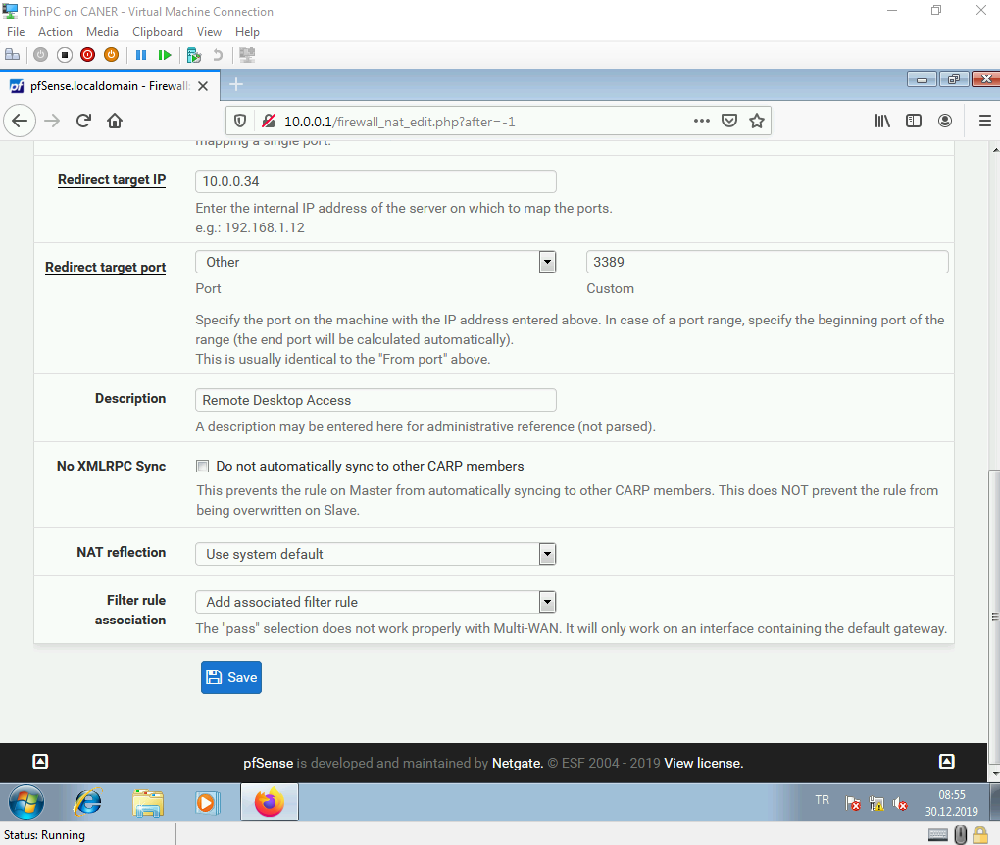 ThinPC on CANER - Virtual Machine Connection
File Action Media Clipboard View Help
pfSense.localdomain - Firewall:
10.0.0.1/firewall_nat_edit.php?after=-1
mapping a single port.
Redirect target IP
10.0.0.34
Enter the internal IP address of the server on which to map the ports.
e.g.: 192.168.1.12
Redirect target port
Other
3389
Port
Custom
Specify the port on the machine with the IP address entered above. In case of a port range, specify the beginning port of the
range (the end port will be calculated automatically).
This is usually identical to the "From port" above.
Description
Remote Desktop Access
A description may be entered here for administrative reference (not parsed).
No XMLRPC Sync
Do not automatically sync to other CARP members
This prevents the rule on Master from automatically syncing to other CARP members. This does NOT prevent the rule from
being overwritten on Slave.
NAT reflection
Use system default
Filter rule
association
Add associated filter rule
The "pass" selection does not work properly with Multi-WAN. It will only work on an interface containing the default gateway.
Save
pfSense is developed and maintained by Netgate. © ESF 2004 - 2019 View license.
TR
08:55
30.12.2019
Status: Running